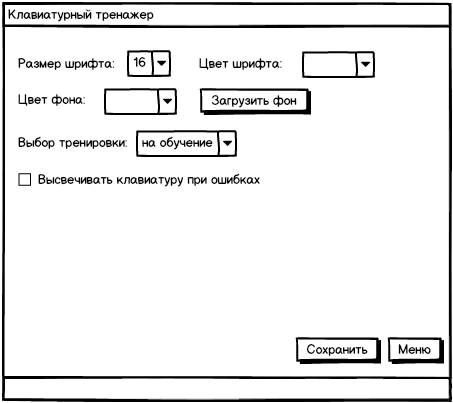 Клавиатурный тренажер
Размер шрифта: 16 Цвет шрифта:
Цвет фона: Загрузить фон
Выбор тренировки: на обучение
Высвечивать клавиатуру при ошибках
Сохранить Меню